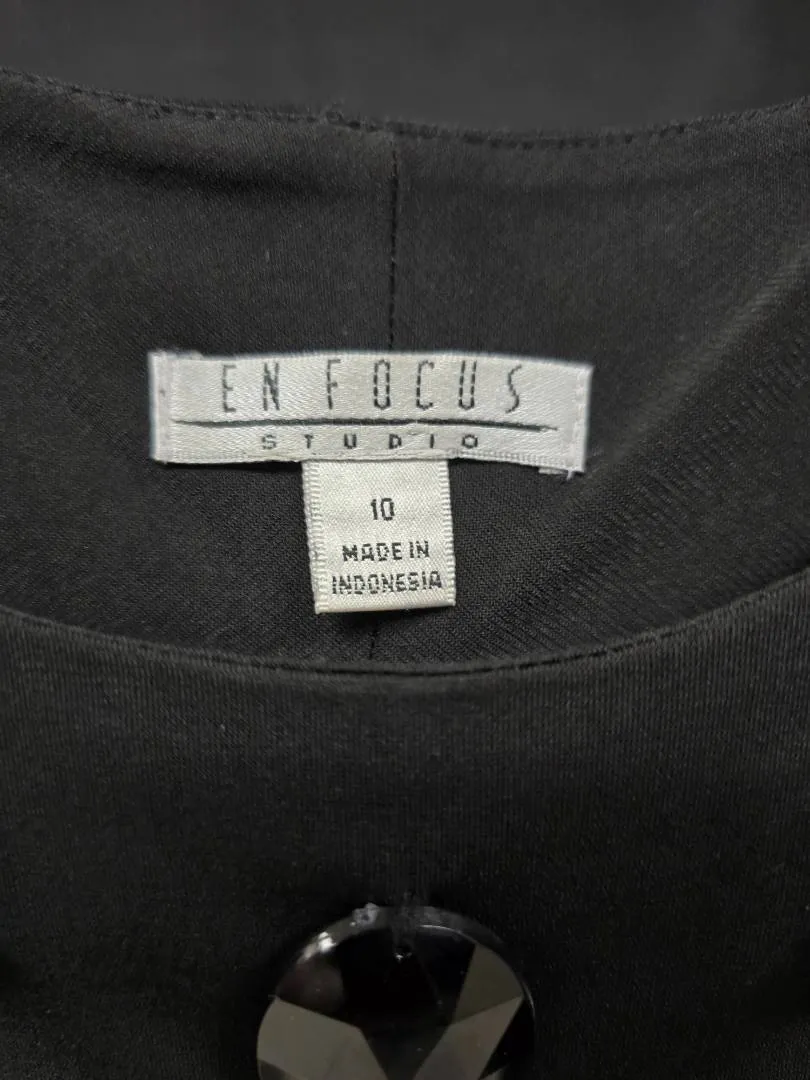 EN FOCUS
STUDIO
10
MADE IN
INDONESIA